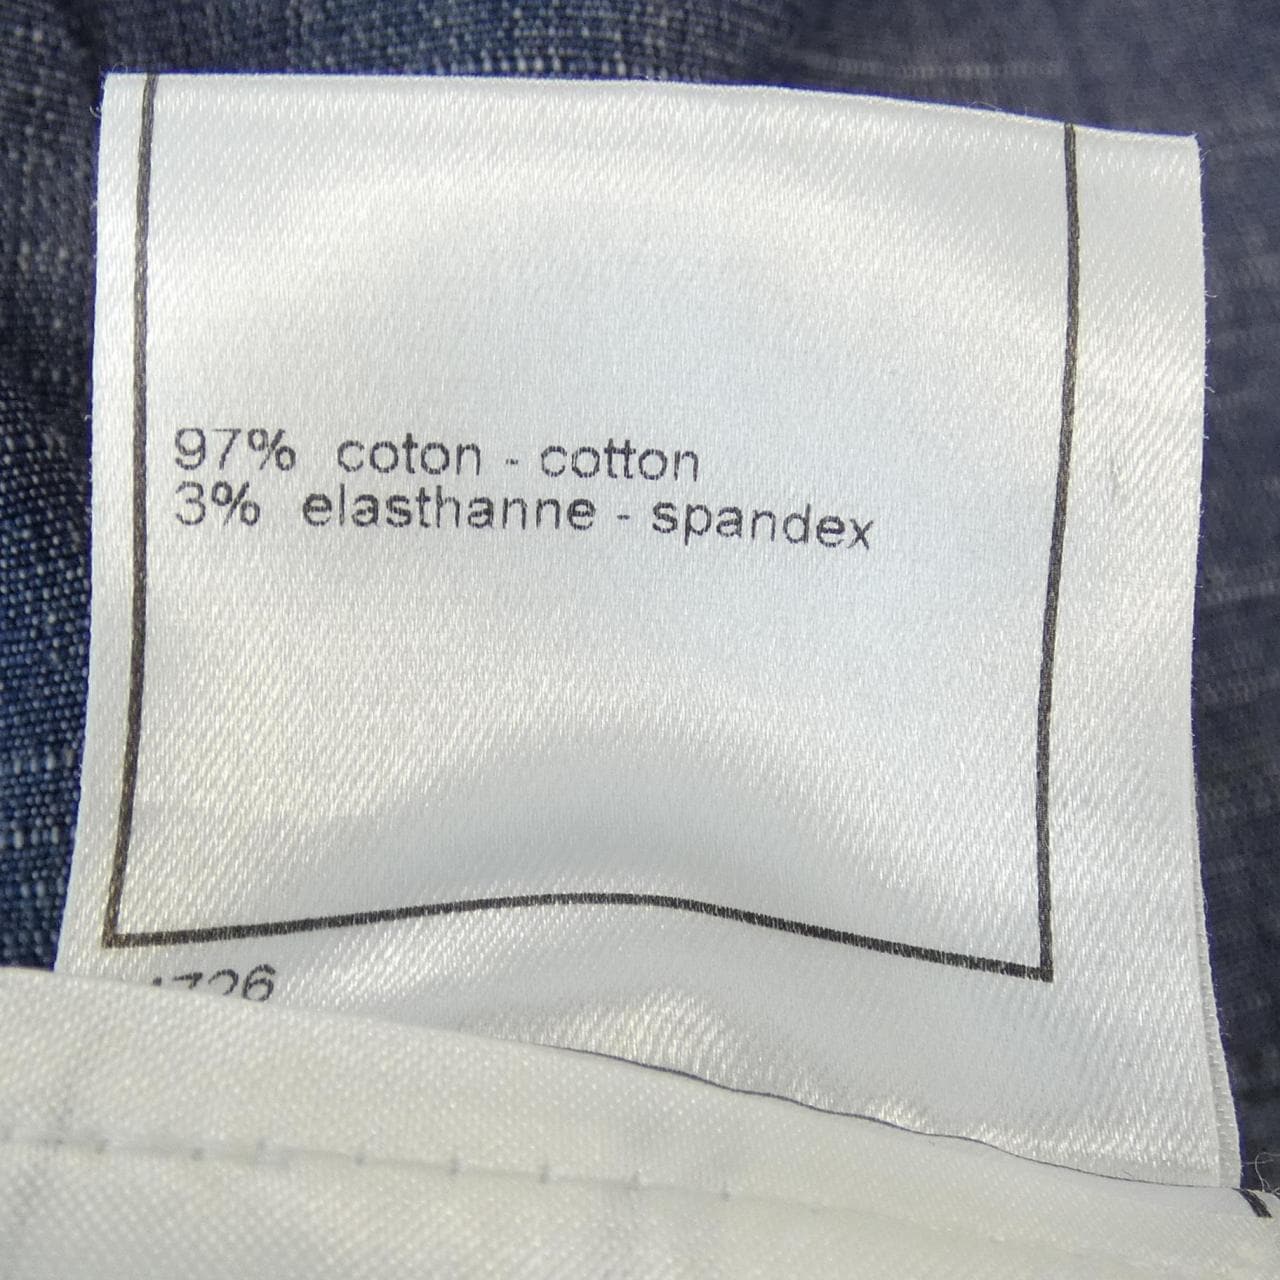 97% coton - cotton
3% elasthanne - spandex